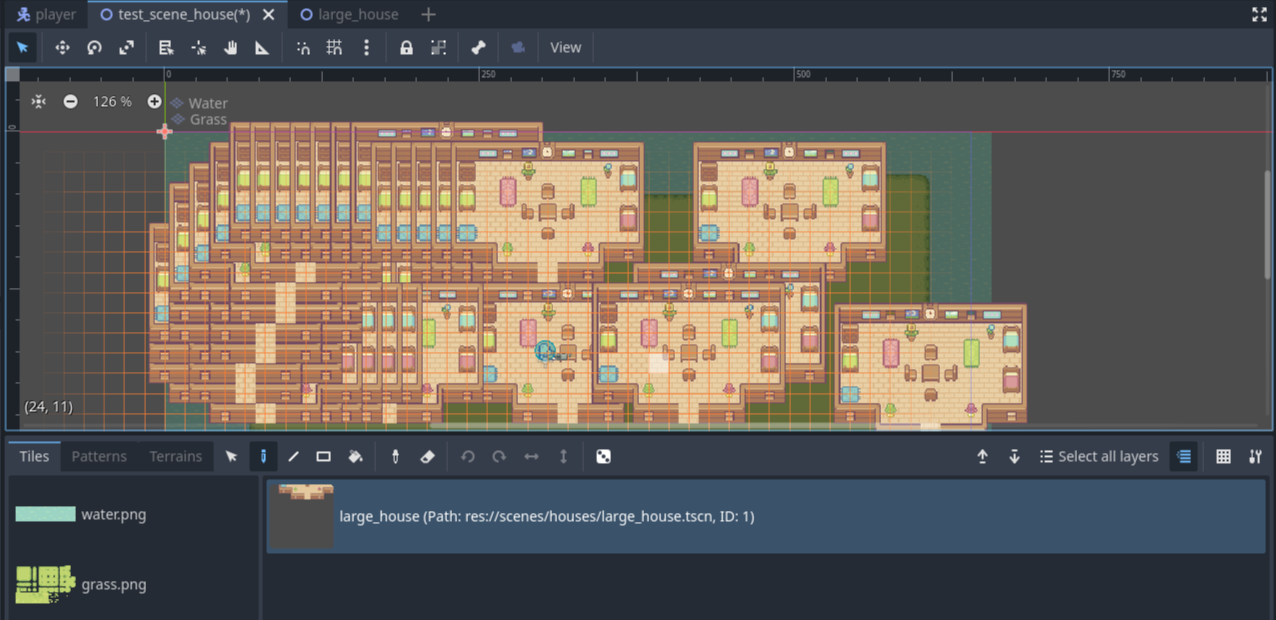 player test_scene_house(*) large_house
View
0 250 500 750
126 % Water
Grass
0
(24, 11)
Tiles Patterns Terrains Select all layers
water.png
large_house (Path: res://scenes/houses/large_house.tscn, ID: 1)
grass.png